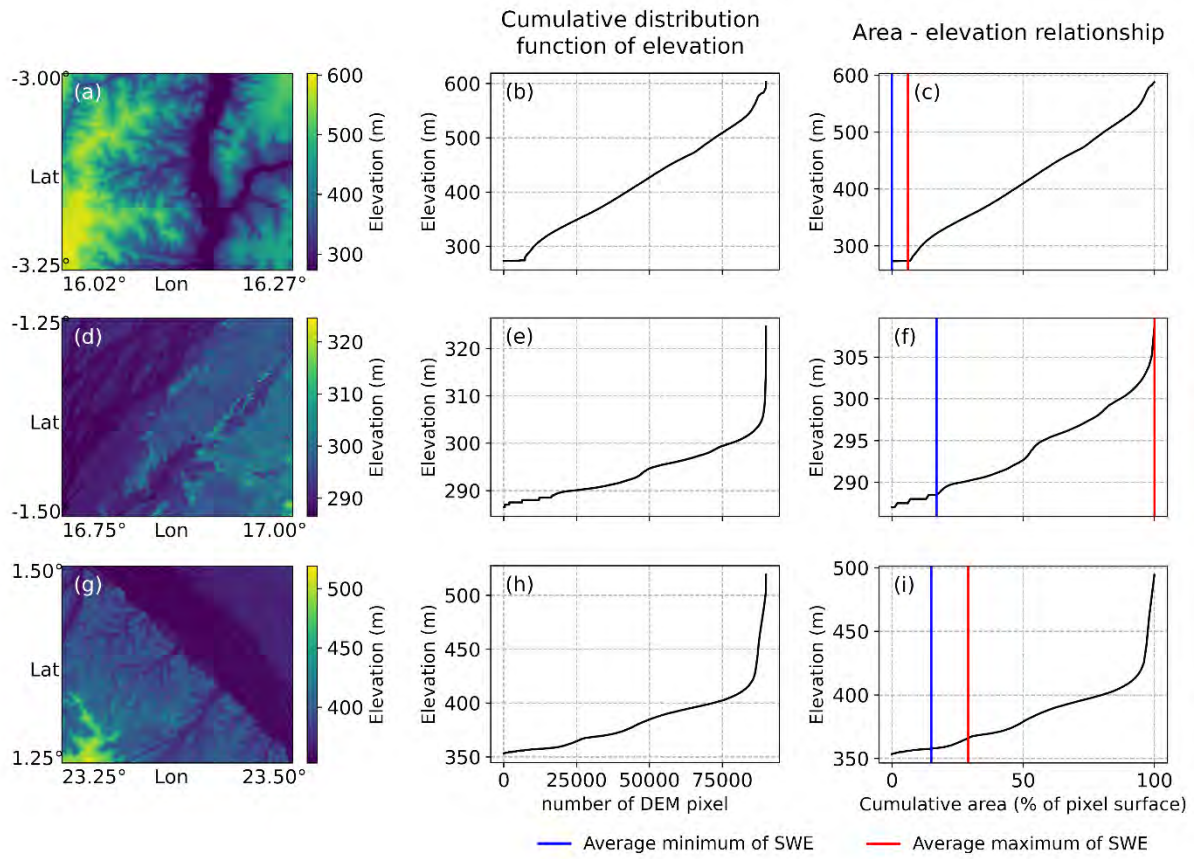 Cumulative distribution
function of elevation
Area - elevation relationship
-3.00°
Lat
-3.25°
(a)
16.02° Lon 16.27°
600
500
400
300
Elevation (m)
(b)
600
500
400
300
Elevation (m)
(c)
600
500
400
300
Elevation (m)
-1.25°
Lat
-1.50°
(d)
16.75° Lon 17.00°
320
310
300
290
Elevation (m)
(e)
320
310
300
290
Elevation (m)
(f)
305
300
295
290
Elevation (m)
1.50°
Lat
1.25°
(g)
23.25° Lon 23.50°
500
450
400
Elevation (m)
(h)
500
450
400
350
Elevation (m)
0 25000 50000 75000
number of DEM pixel
(i)
500
450
400
350
Elevation (m)
0 50 100
Cumulative area (% of pixel surface)
Average minimum of SWE Average maximum of SWE